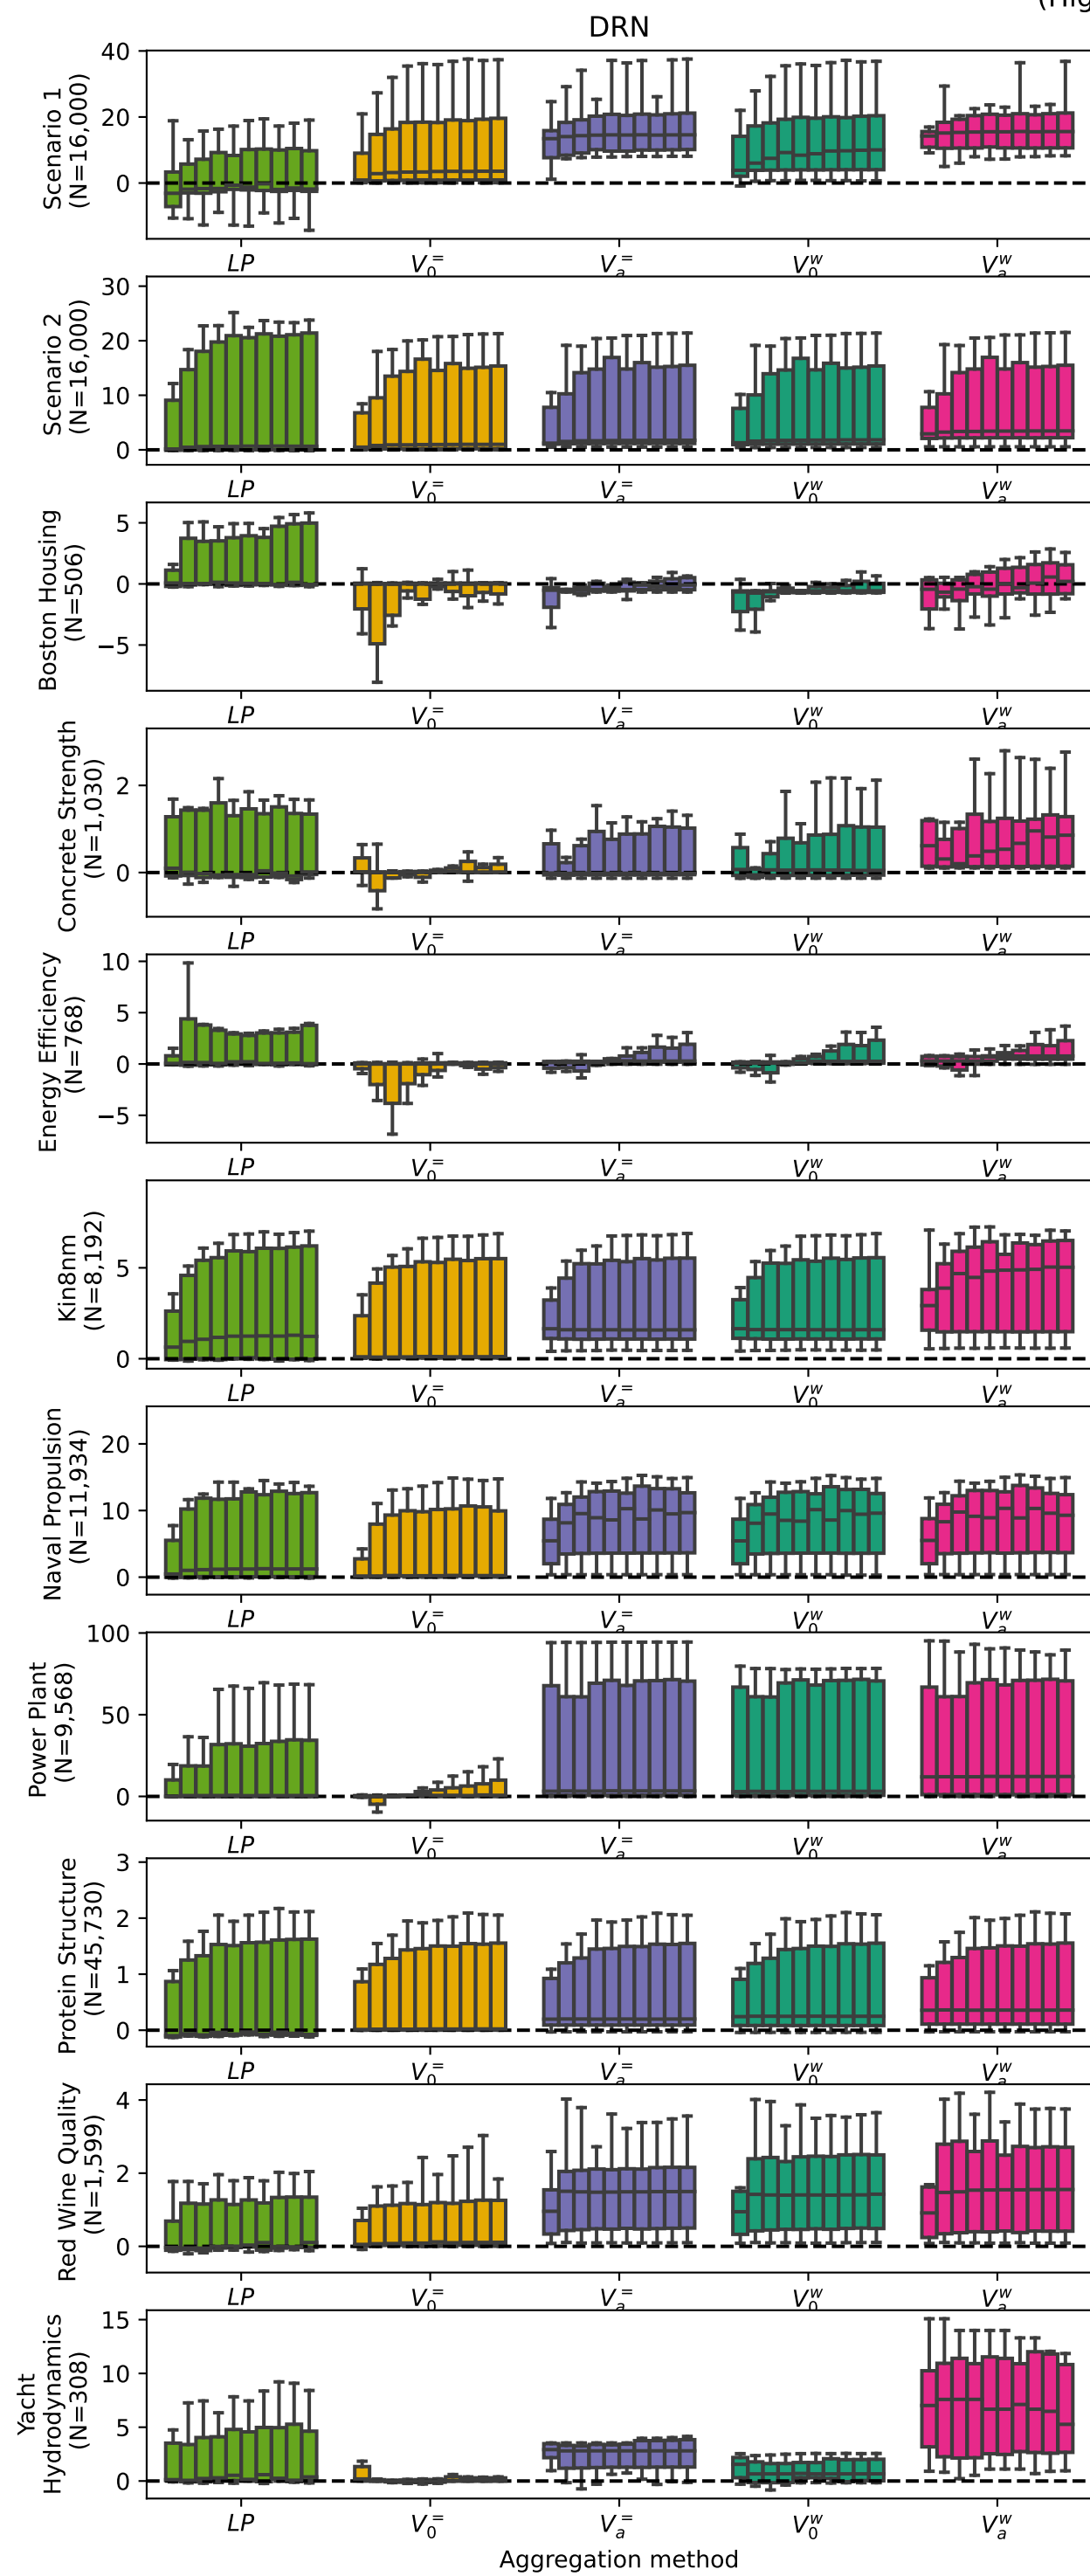 (Hig
DRN
Scenario 1
(N=16,000)
40
20
0
LP V₀⁼ Vₐ⁼ V₀ʷ Vₐʷ
Scenario 2
(N=16,000)
30
20
10
0
LP V₀⁼ Vₐ⁼ V₀ʷ Vₐʷ
Boston Housing
(N=506)
5
0
−5
LP V₀⁼ Vₐ⁼ V₀ʷ Vₐʷ
Concrete Strength
(N=1,030)
2
0
LP V₀⁼ Vₐ⁼ V₀ʷ Vₐʷ
Energy Efficiency
(N=768)
10
5
0
−5
LP V₀⁼ Vₐ⁼ V₀ʷ Vₐʷ
Kin8nm
(N=8,192)
5
0
LP V₀⁼ Vₐ⁼ V₀ʷ Vₐʷ
Naval Propulsion
(N=11,934)
20
10
0
LP V₀⁼ Vₐ⁼ V₀ʷ Vₐʷ
Power Plant
(N=9,568)
100
50
0
LP V₀⁼ Vₐ⁼ V₀ʷ Vₐʷ
Protein Structure
(N=45,730)
3
2
1
0
LP V₀⁼ Vₐ⁼ V₀ʷ Vₐʷ
Red Wine Quality
(N=1,599)
4
2
0
LP V₀⁼ Vₐ⁼ V₀ʷ Vₐʷ
Yacht
Hydrodynamics
(N=308)
15
10
5
0
LP V₀⁼ Vₐ⁼ V₀ʷ Vₐʷ
Aggregation method